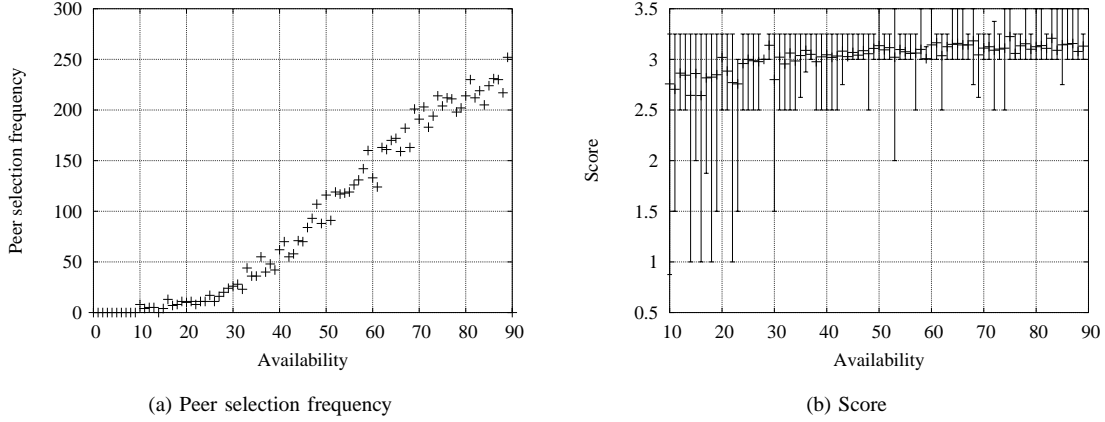 300
250
200
150
100
50
0
Peer selection frequency
0 10 20 30 40 50 60 70 80 90
Availability
(a) Peer selection frequency
3.5
3
2.5
2
1.5
1
0.5
Score
10 20 30 40 50 60 70 80 90
Availability
(b) Score